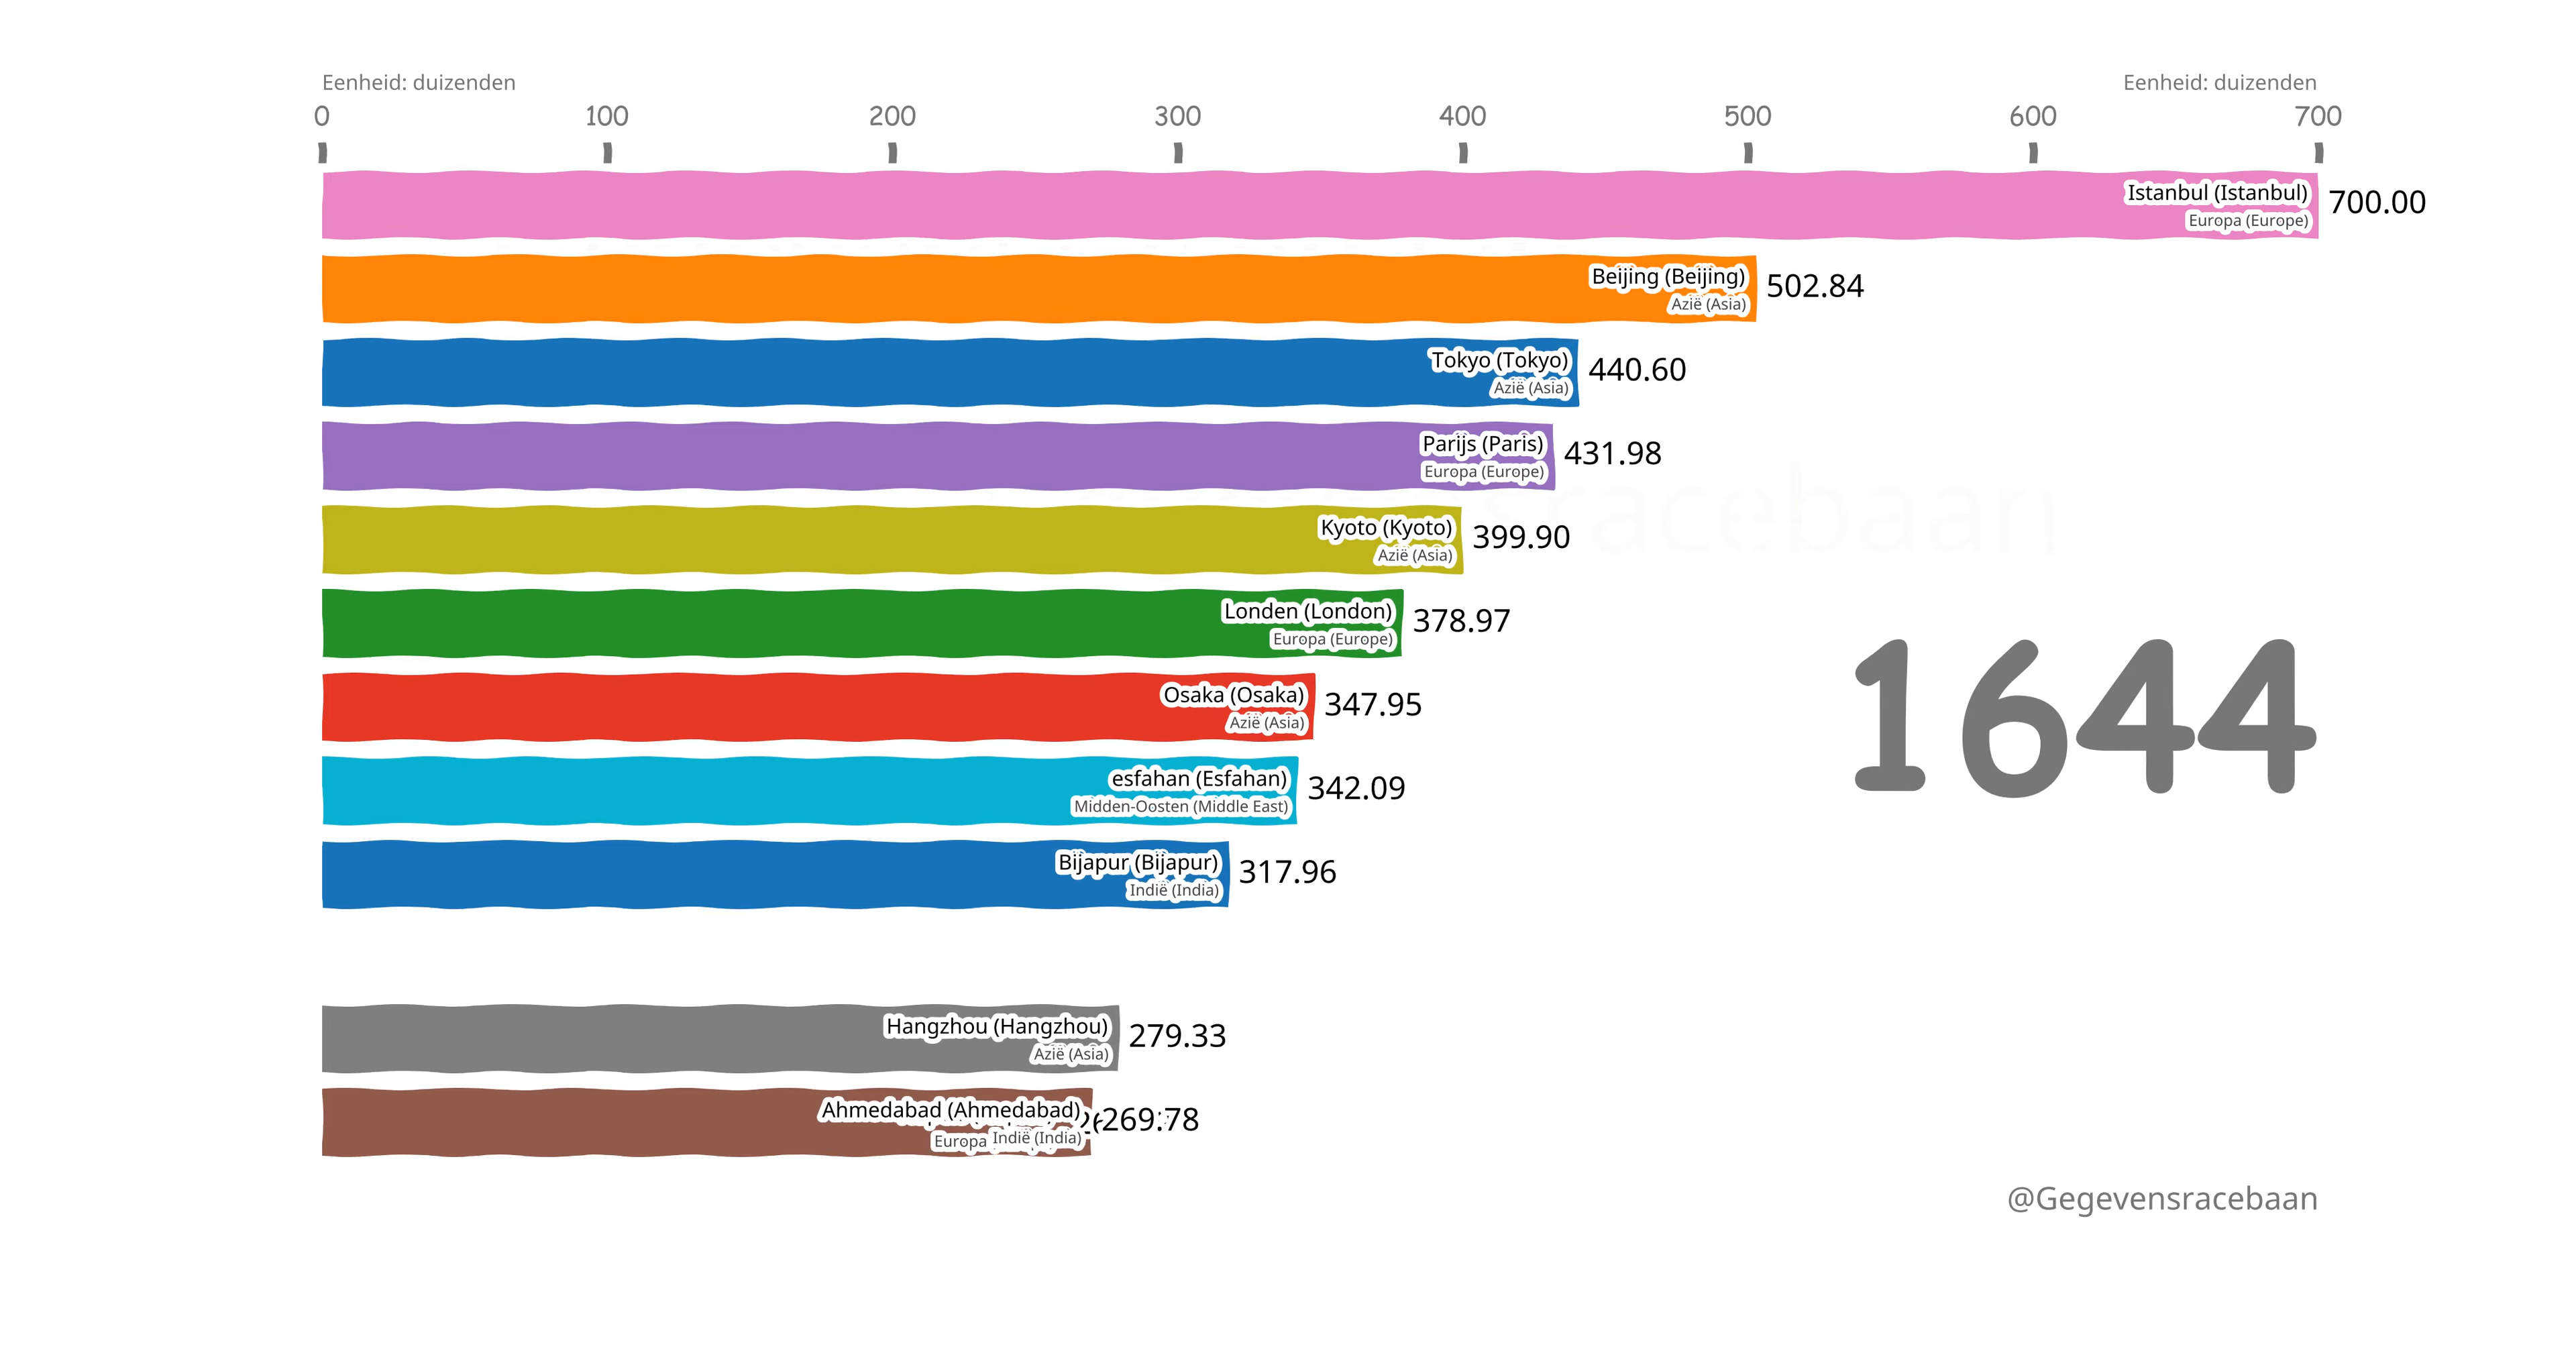 Eenheid: duizenden
Eenheid: duizenden
0 100 200 300 400 500 600 700
Istanbul (Istanbul)
Europa (Europe)
700.00
Beijing (Beijing)
Azië (Asia)
502.84
Tokyo (Tokyo)
Azië (Asia)
440.60
Parijs (Paris)
Europa (Europe)
431.98
Kyoto (Kyoto)
Azië (Asia)
399.90
Londen (London)
Europa (Europe)
378.97
Osaka (Osaka)
Azië (Asia)
347.95
esfahan (Esfahan)
Midden-Oosten (Middle East)
342.09
Bijapur (Bijapur)
Indië (India)
317.96
1644
Hangzhou (Hangzhou)
Azië (Asia)
279.33
Ahmedabad (Ahmedabad)
Europa Indië (India)
269.78
@Gegevensracebaan